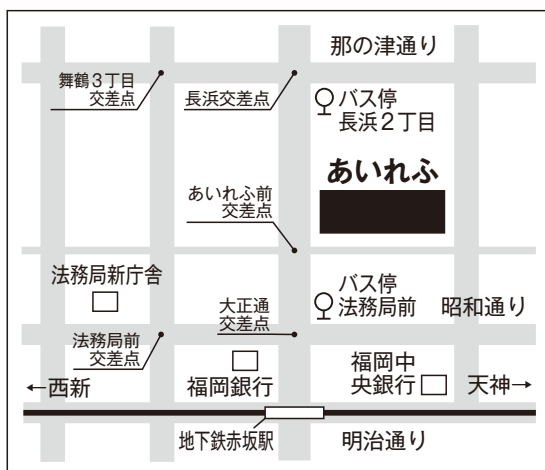 那の津通り
舞鶴3丁目
交差点
長浜交差点
バス停
長浜2丁目
あいれふ
あいれふ前
交差点
法務局新庁舎
大正通
交差点
バス停
法務局前
昭和通り
法務局前
交差点
←西新
福岡銀行
福岡中
央銀行
天神→
地下鉄赤坂駅
明治通り